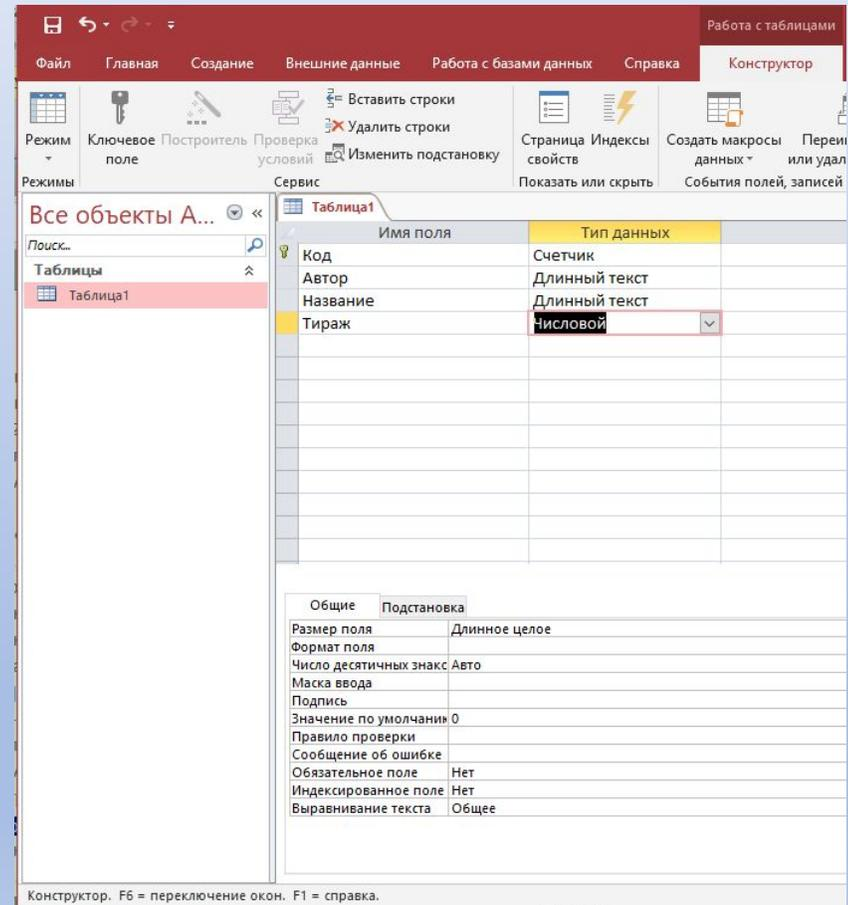 Работа с таблицами
Файл Главная Создание Внешние данные Работа с базами данных Справка Конструктор
Режим
Ключевое поле
Построитель
Проверка условий
Вставить строки
Удалить строки
Изменить подстановку
Страница свойств
Индексы
Создать макросы данных
Переи
или удал
Режимы Сервис Показать или скрыть События полей, записей
Все объекты А... «
Поиск...
Таблицы
Таблица1
Таблица1
Имя поля Тип данных
Код Счетчик
Автор Длинный текст
Название Длинный текст
Тираж Числовой
Общие Подстановка
Размер поля Длинное целое
Формат поля
Число десятичных знакс Авто
Маска ввода
Подпись
Значение по умолчанию 0
Правило проверки
Сообщение об ошибке
Обязательное поле Нет
Индексированное поле Нет
Выравнивание текста Общее
Конструктор. F6 = переключение окон. F1 = справка.